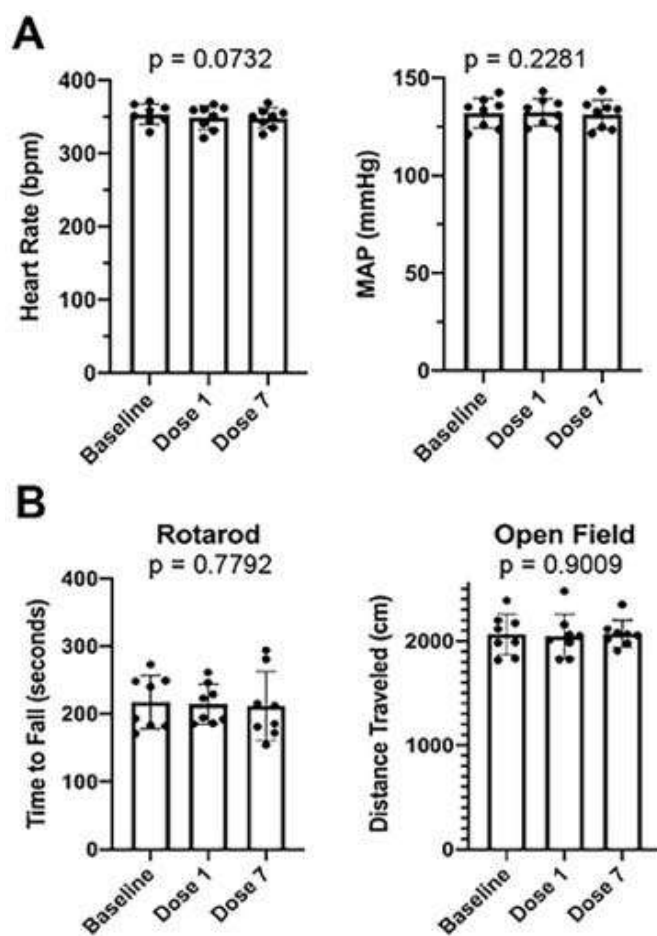 A
p = 0.0732
Heart Rate (bpm)
400
300
200
100
0
Baseline
Dose 1
Dose 7
p = 0.2281
MAP (mmHg)
150
100
50
0
Baseline
Dose 1
Dose 7
B
Rotarod
p = 0.7792
Time to Fall (seconds)
400
300
200
100
0
Baseline
Dose 1
Dose 7
Open Field
p = 0.9009
Distance Traveled (cm)
2000
1000
0
Baseline
Dose 1
Dose 7